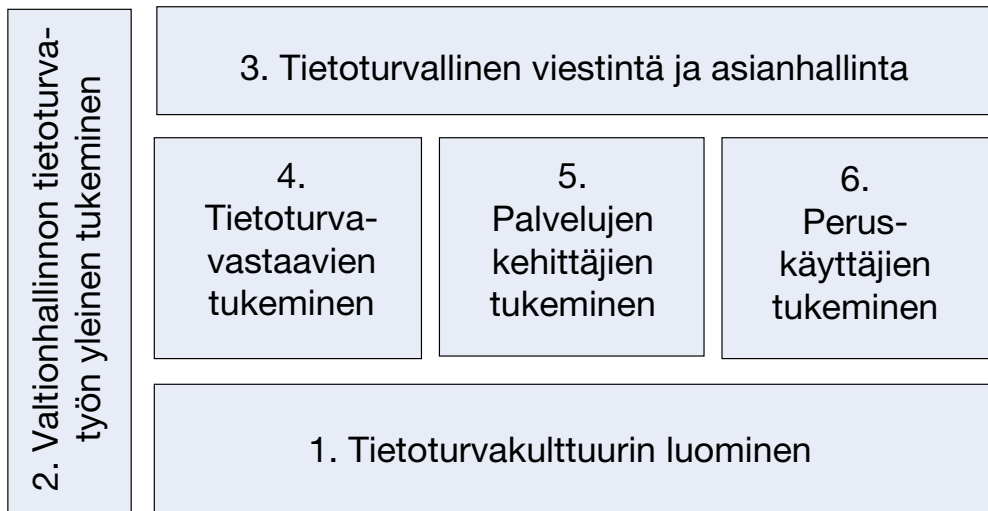 2. Valtionhallinnon tietoturva-
työn yleinen tukeminen
3. Tietoturvallinen viestintä ja asianhallinta
4.
Tietoturva-
vastaavien
tukeminen
5.
Palvelujen
kehittäjien
tukeminen
6.
Perus-
käyttäjien
tukeminen
1. Tietoturvakulttuurin luominen